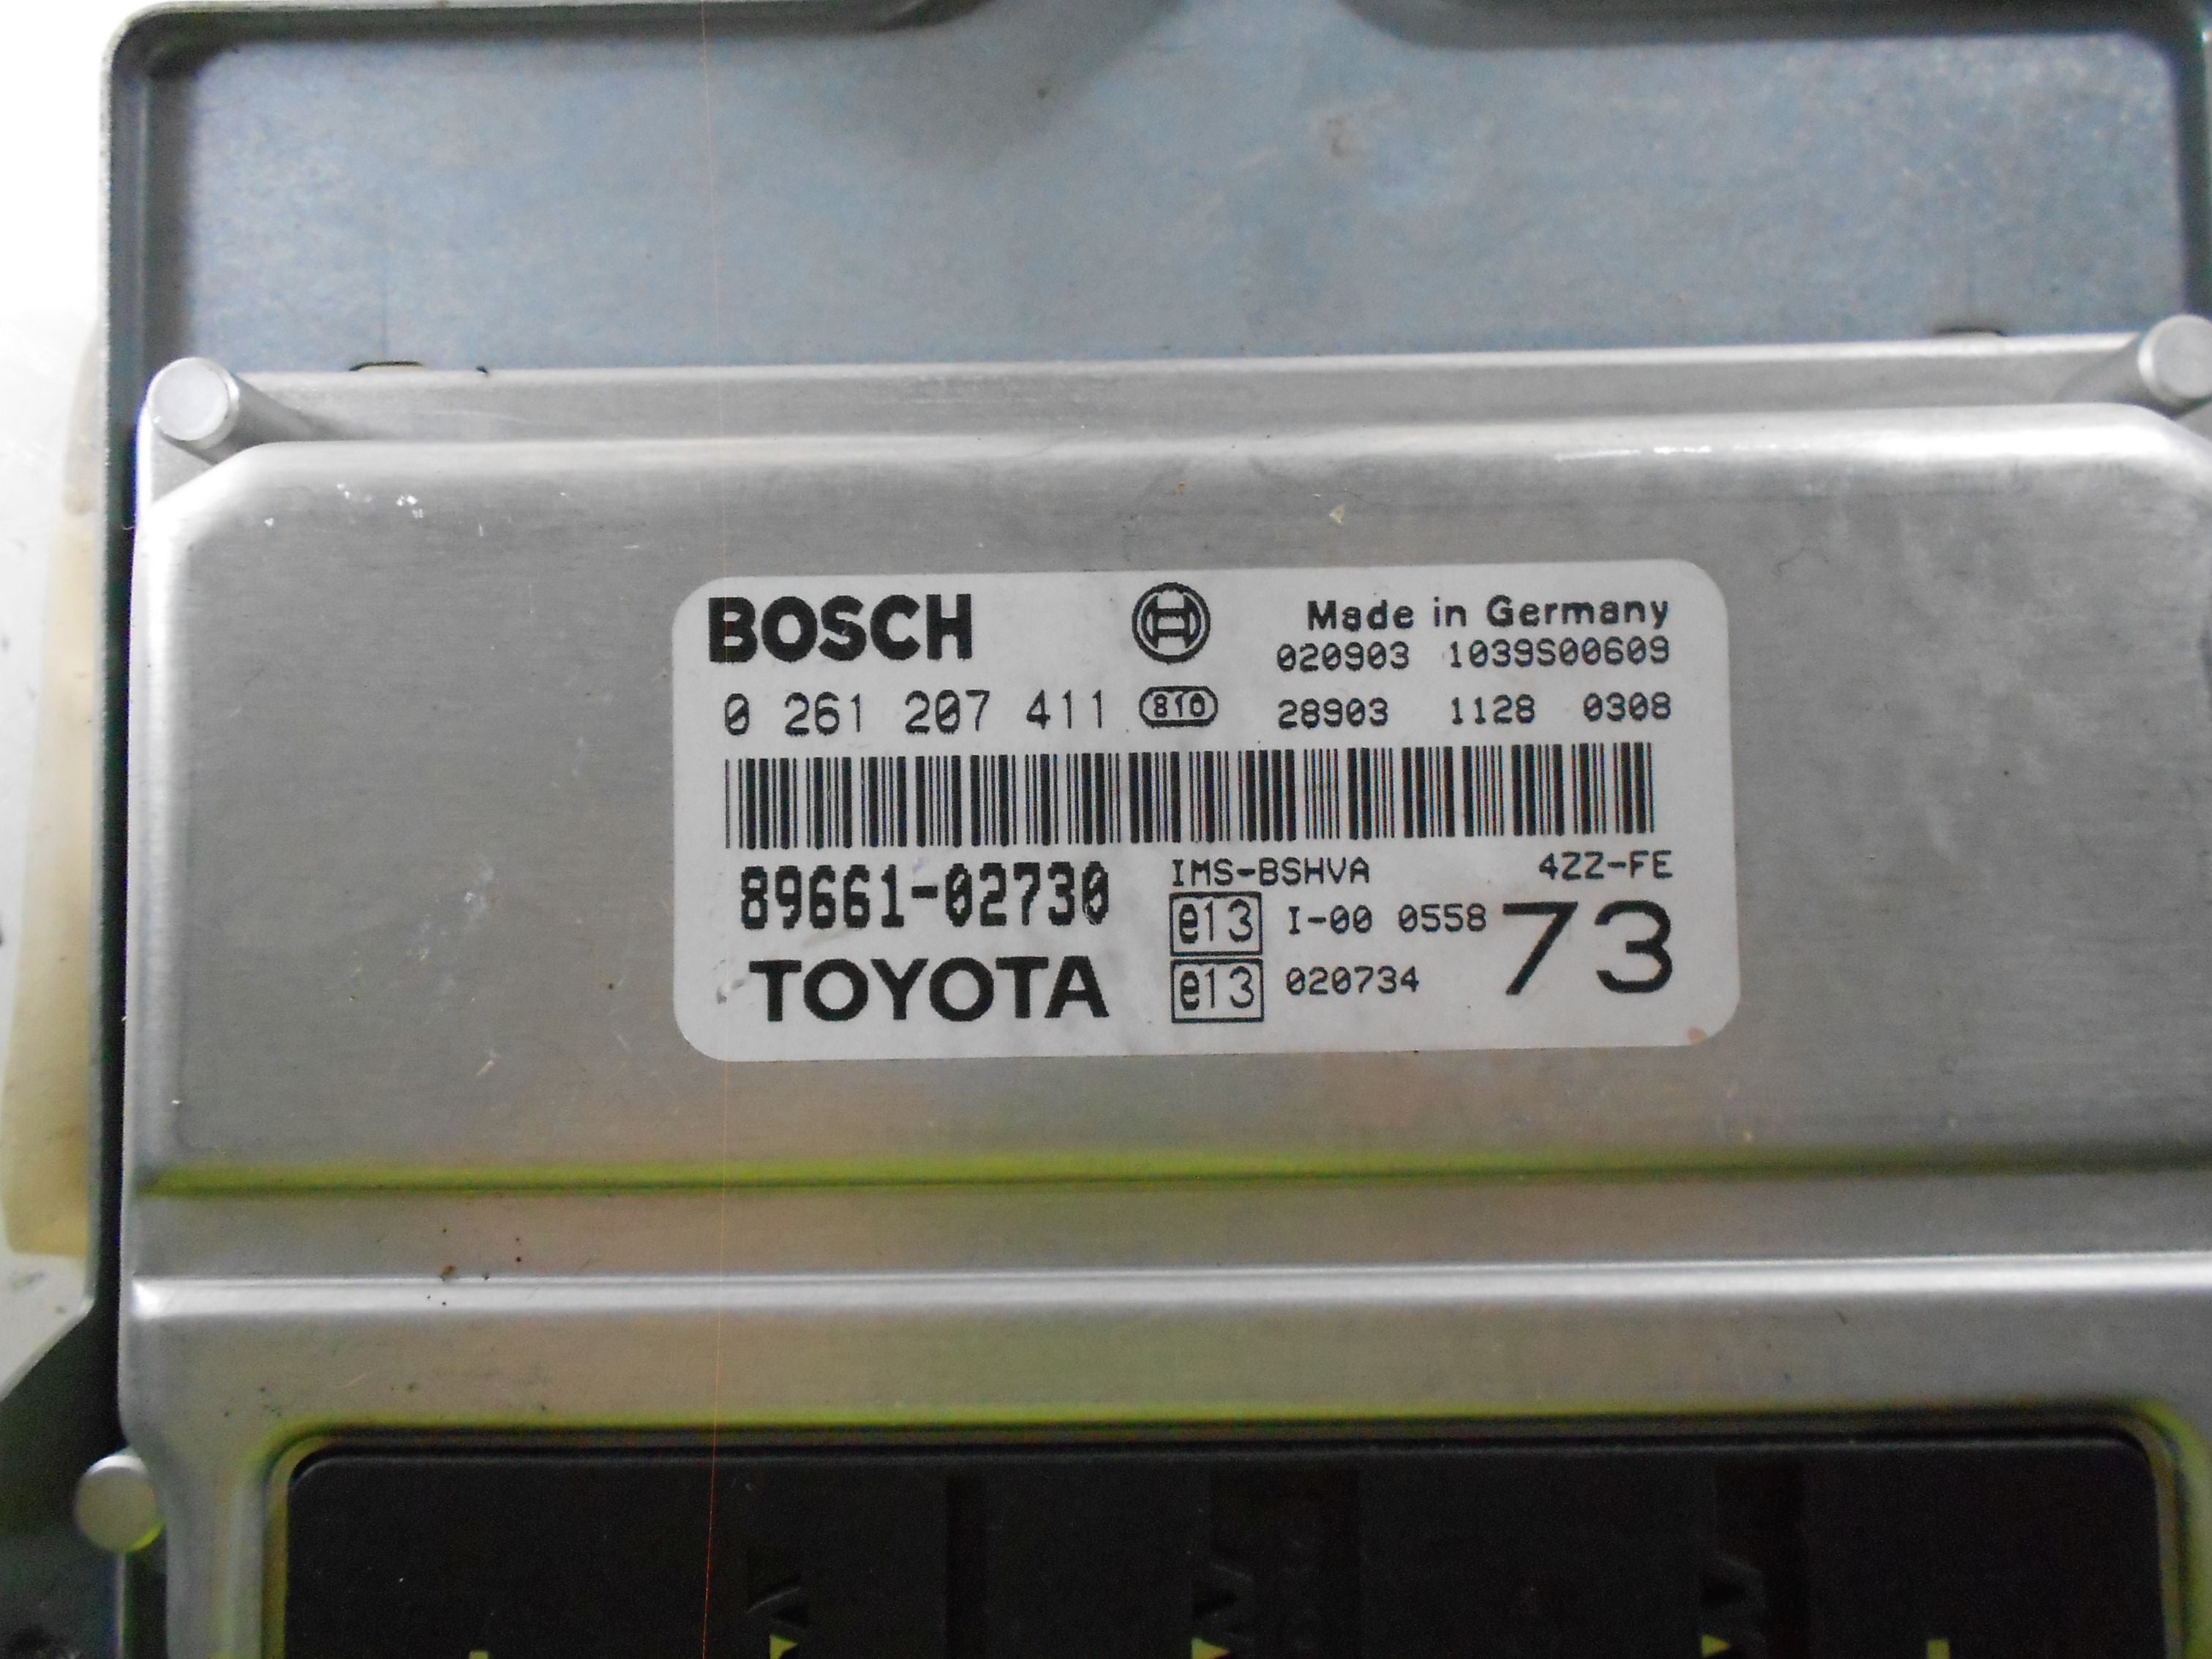 BOSCH Made in Germany
020903 1039S00609
0 261 207 411 810 28903 1128 0308
89661-02730 IMS-BSHVA 4ZZ-FE
e13 I-00 0558 73
TOYOTA e13 020734